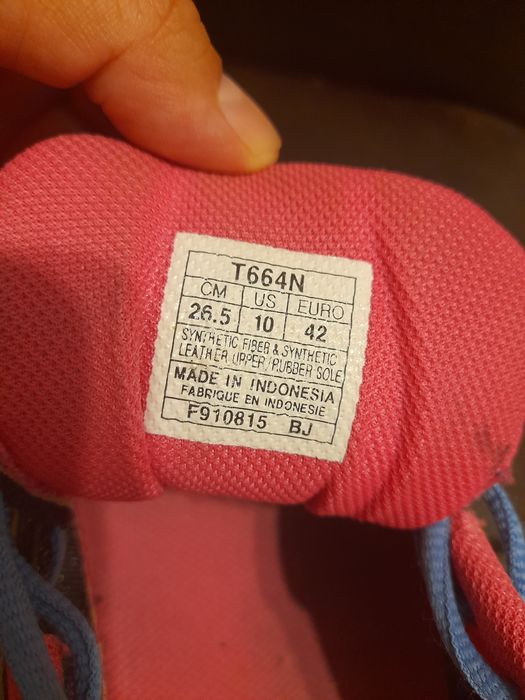 T664N
CM US EURO
26.5 10 42
SYNTHETIC FIBER & SYNTHETIC
LEATHER UPPER/RUBBER SOLE
MADE IN INDONESIA
FABRIQUE EN INDONESIE
F910815 BJ